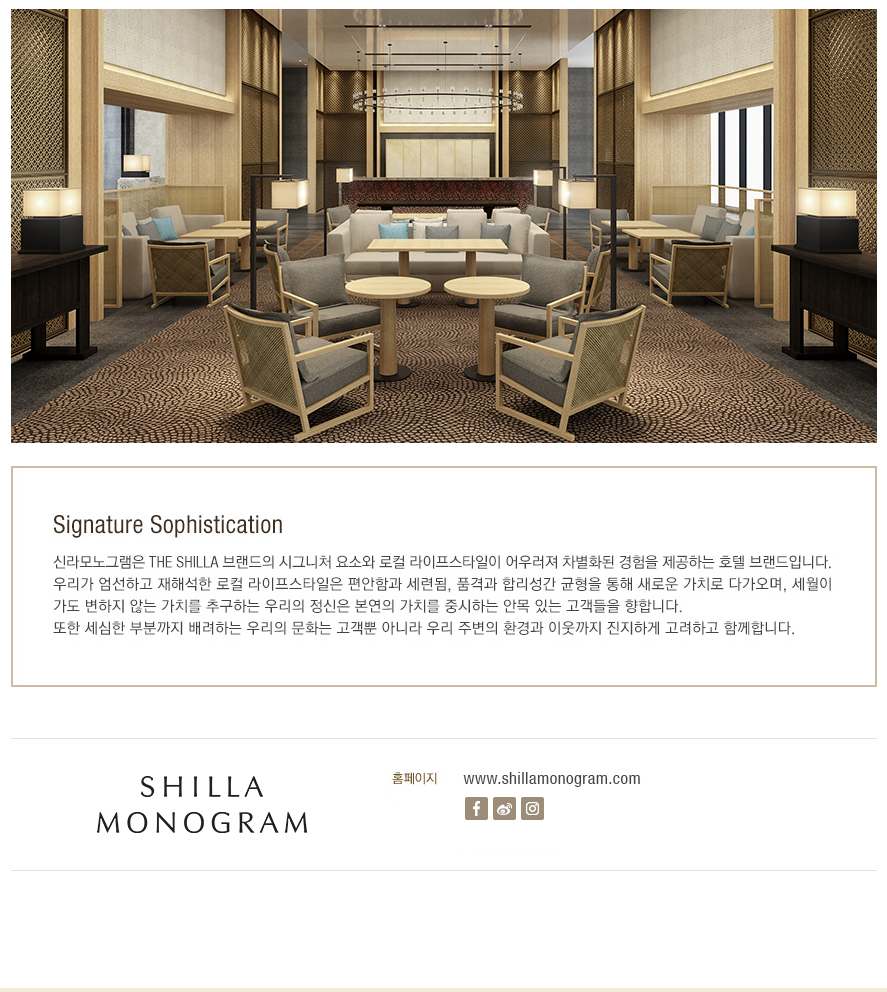 Signature Sophistication
신라모노그램은 THE SHILLA 브랜드의 시그니처 요소와 로컬 라이프스타일이 어우러져 차별화된 경험을 제공하는 호텔 브랜드입니다.
우리가 엄선하고 재해석한 로컬 라이프스타일은 편안함과 세련됨, 품격과 합리성간 균형을 통해 새로운 가치로 다가오며, 세월이
가도 변하지 않는 가치를 추구하는 우리의 정신은 본연의 가치를 중시하는 안목 있는 고객들을 향합니다.
또한 세심한 부분까지 배려하는 우리의 문화는 고객뿐 아니라 우리 주변의 환경과 이웃까지 진지하게 고려하고 함께합니다.
SHILLA
MONOGRAM
홈페이지 www.shillamonogram.com